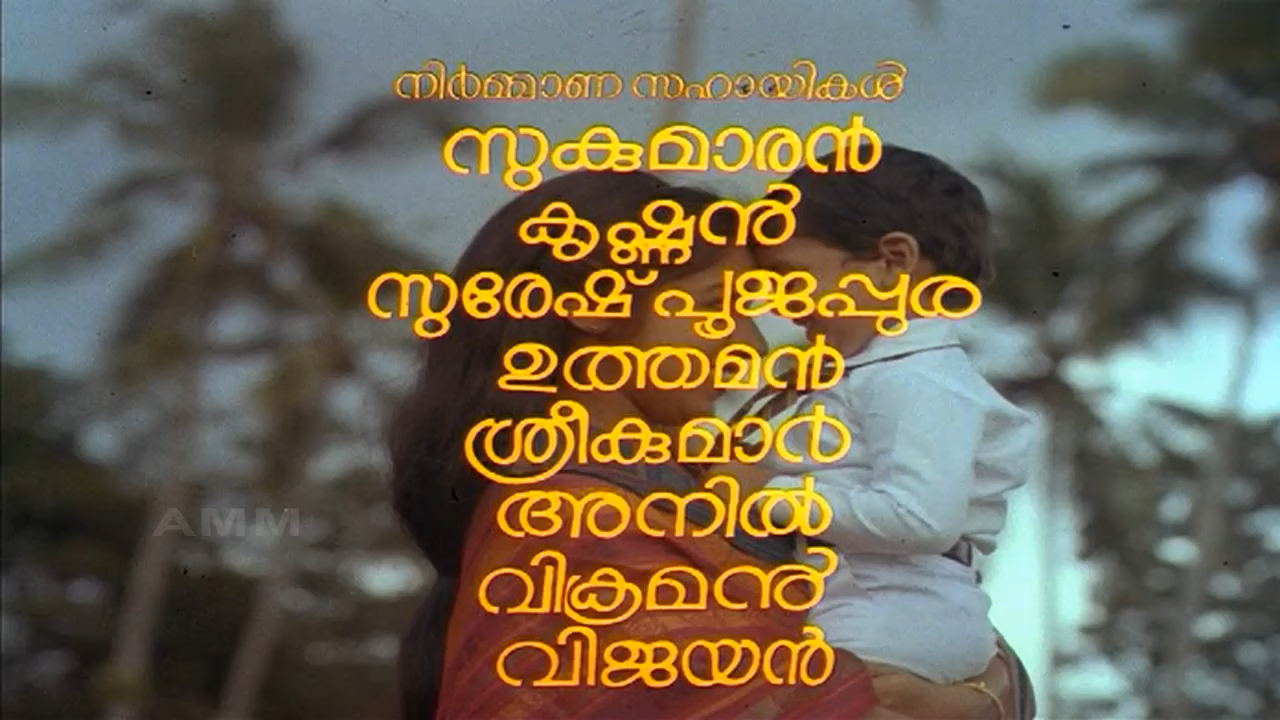 നിർമ്മാണ സഹായികൾ
സുകുമാരൻ
കൃഷ്ണൻ
സുരേഷ് പൂജപ്പുര
ഉത്തമൻ
ശ്രീകുമാർ
അനിൽ
വിക്രമൻ
വിജയൻ
AMM